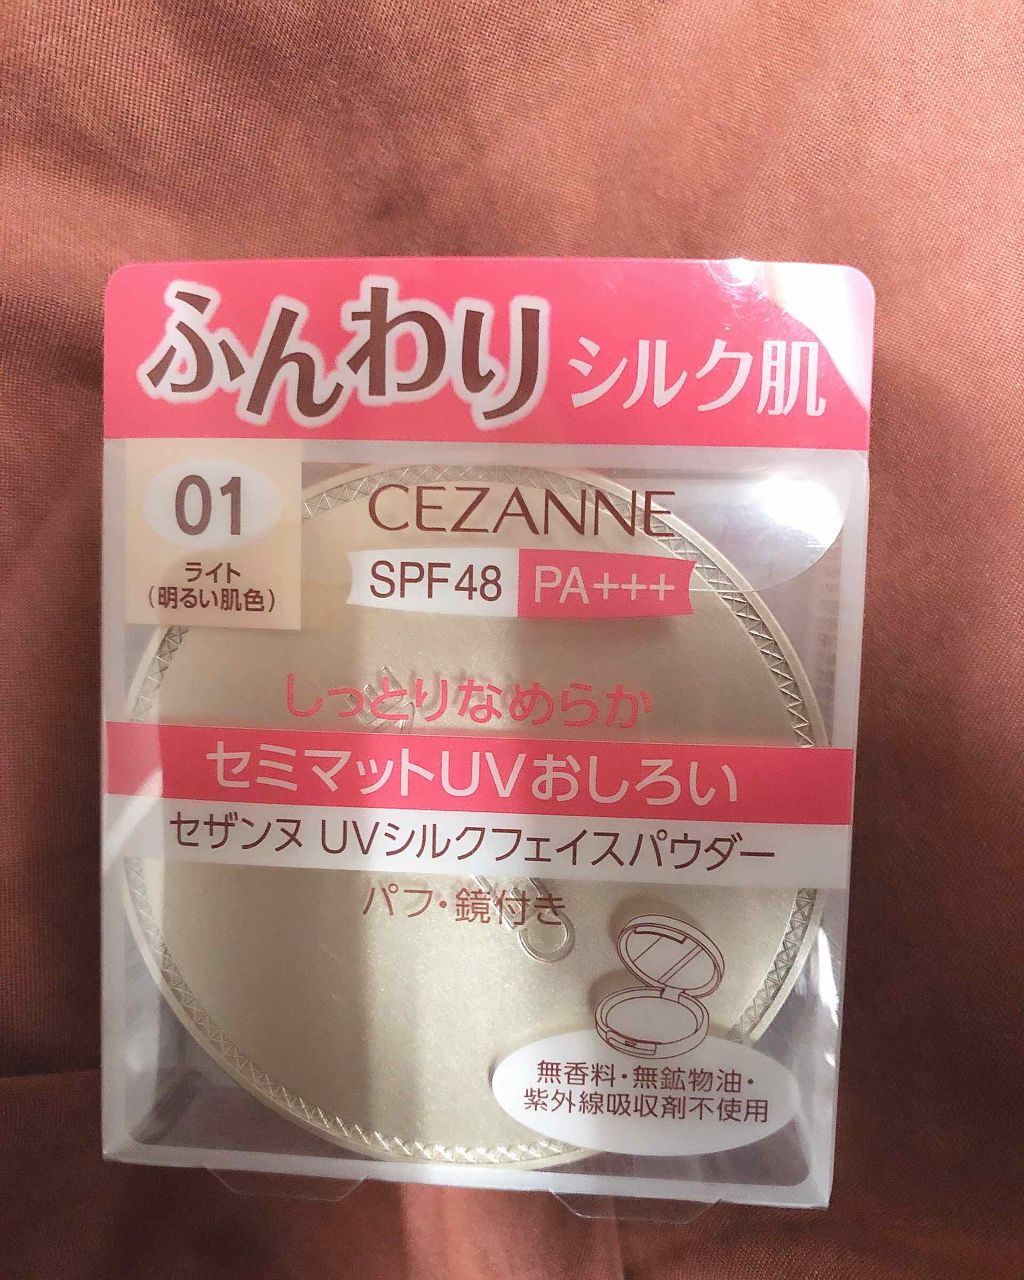 ふんわり シルク肌
01
ライト
(明るい肌色)
CEZANNE
SPF48 PA+++
しっとりなめらか
セミマットUVおしろい
セザンヌ UVシルクフェイスパウダー
パフ・鏡付き
無香料・無鉱物油・
紫外線吸収剤不使用